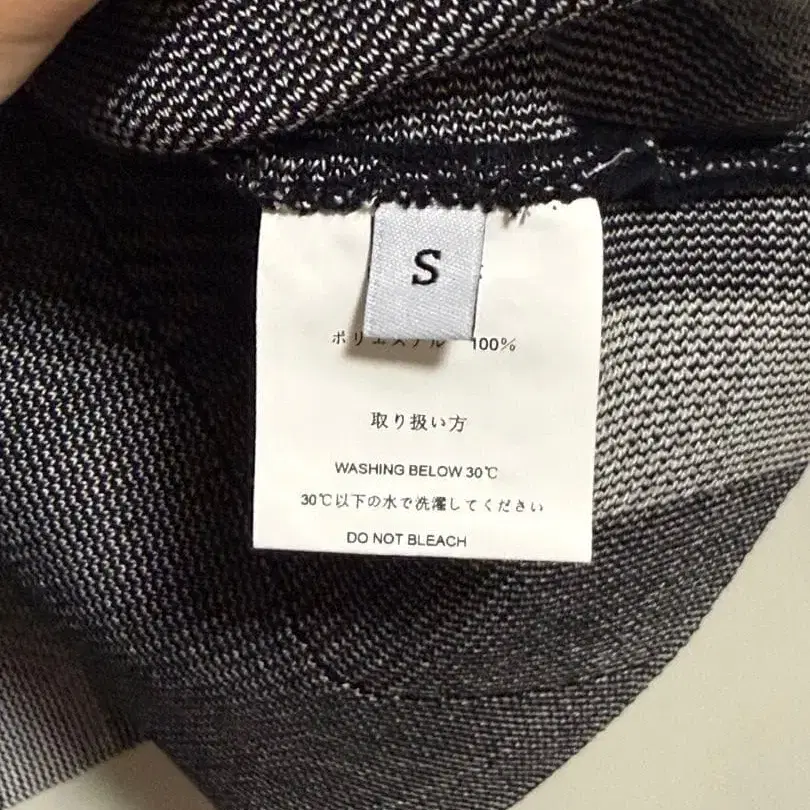 S
ポリエステル 100%
取り扱い方
WASHING BELOW 30℃
30℃以下の水で洗濯してください
DO NOT BLEACH